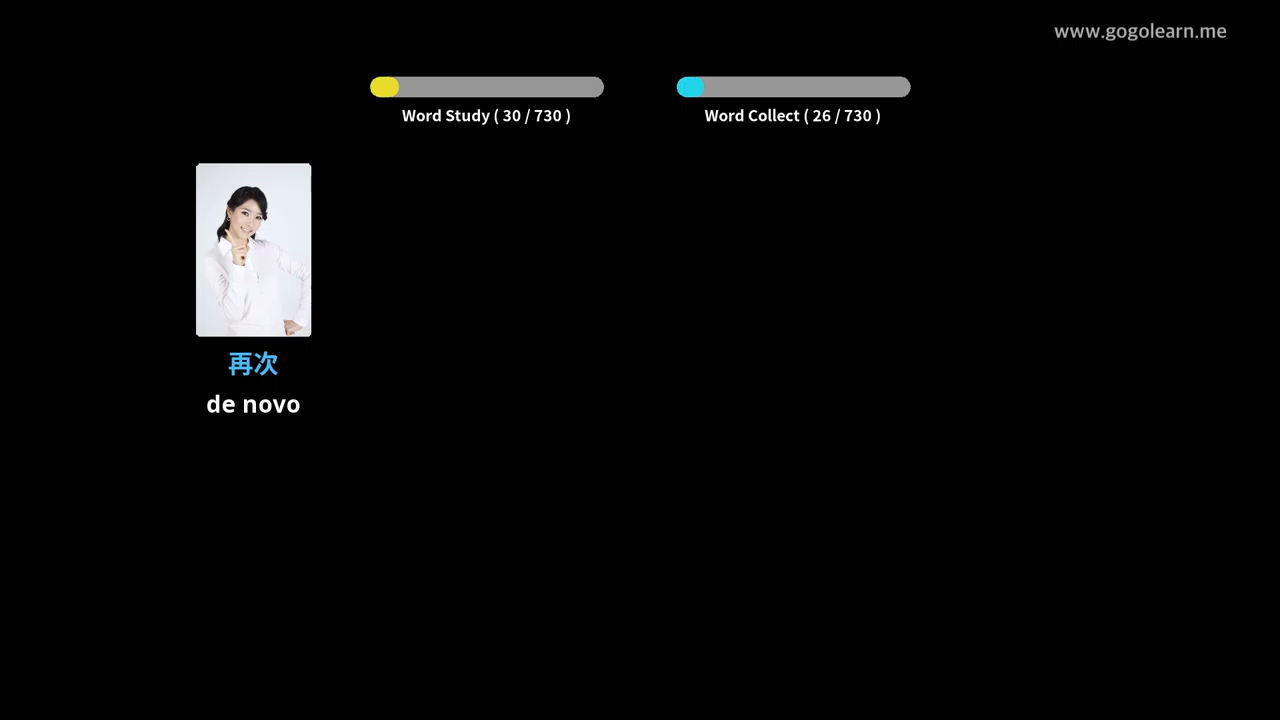 www.gogolearn.me
Word Study ( 30 / 730 )
Word Collect ( 26 / 730 )
再次
de novo